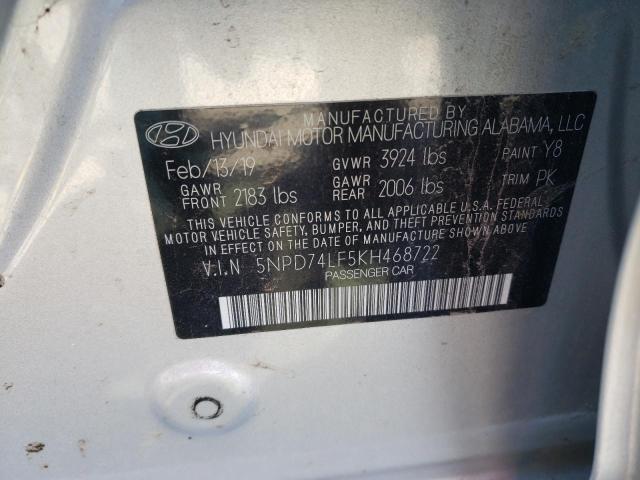 MANUFACTURED BY
HYUNDAI MOTOR MANUFACTURING ALABAMA, LLC
Feb/13/19 GVWR 3924 lbs PAINT Y8
GAWR FRONT 2183 lbs GAWR REAR 2006 lbs TRIM PK
THIS VEHICLE CONFORMS TO ALL APPLICABLE U.S.A. FEDERAL
MOTOR VEHICLE SAFETY, BUMPER, AND THEFT PREVENTION STANDARDS
IN EFFECT ON THE DATE OF MANUFACTURE SHOWN ABOVE.
V.I.N 5NPD74LF5KH468722
PASSENGER CAR